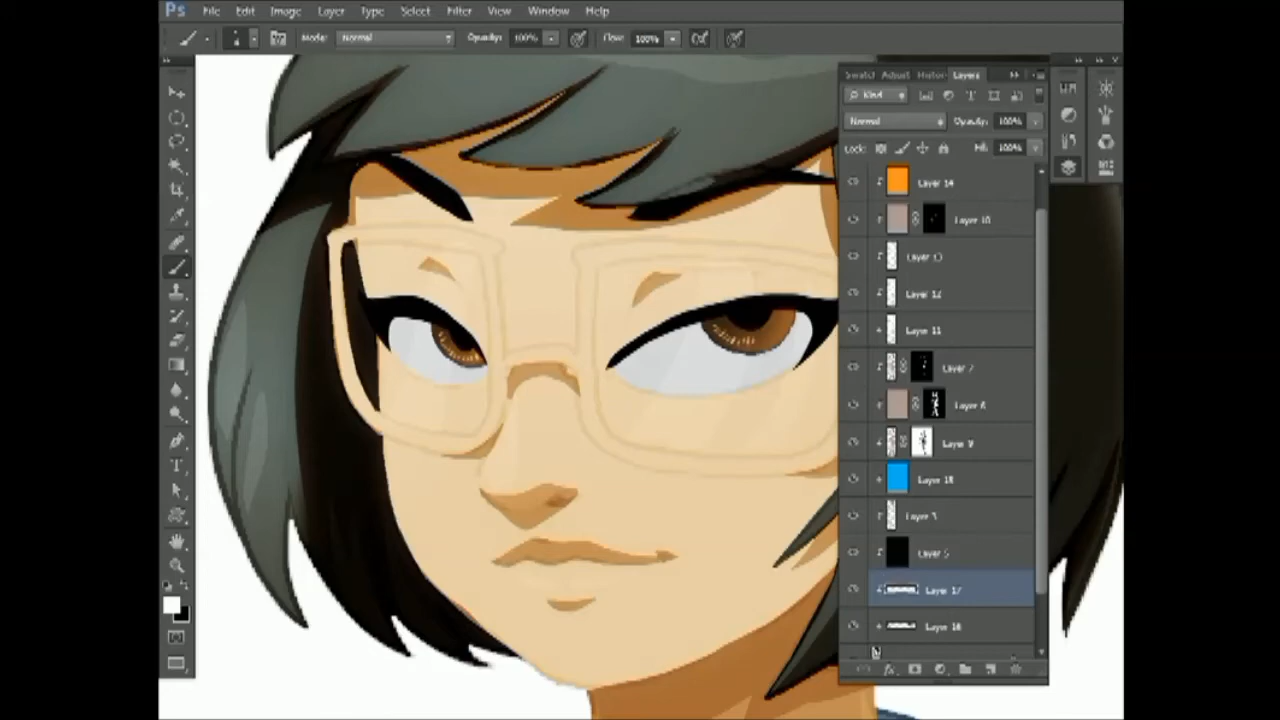 Ps File Edit Image Layer Type Select Filter View Window Help
Mode: Normal Opacity: 100% Flow: 100%
Swatch Adjust Histor Layers
Kind
Normal Opacity: 100%
Lock: Fill: 100%
Layer 14
Layer 10
Layer 13
Layer 12
Layer 11
Layer 7
Layer 6
Layer 9
Layer 18
Layer 3
Layer 5
Layer 17
Layer 16